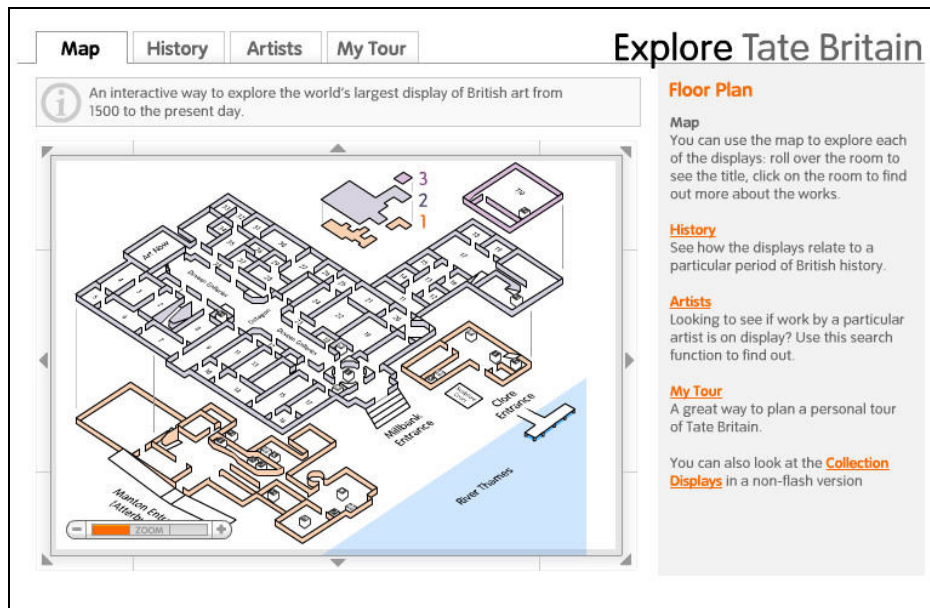 Map
History
Artists
My Tour
Explore Tate Britain
An interactive way to explore the world's largest display of British art from
1500 to the present day.
3
2
1
Art Now
Duveen Galleries
Octagon
Duveen Galleries
Millbank
Entrance
Clore
Entrance
River Thames
Manton
ZOOM
Floor Plan
Map
You can use the map to explore each
of the displays: roll over the room to
see the title, click on the room to find
out more about the works.
History
See how the displays relate to a
particular period of British history.
Artists
Looking to see if work by a particular
artist is on display? Use this search
function to find out.
My Tour
A great way to plan a personal tour
of Tate Britain.
You can also look at the Collection
Displays in a non-flash version